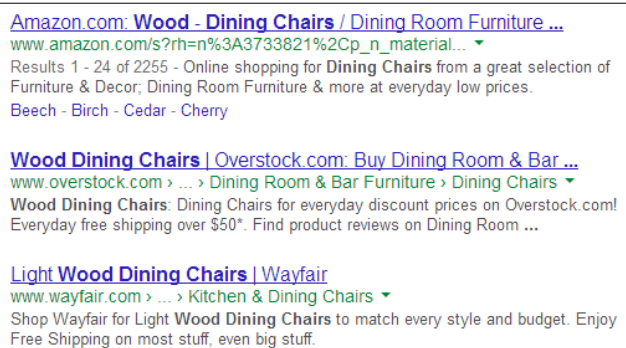 Amazon.com: Wood - Dining Chairs / Dining Room Furniture ...
www.amazon.com/s?rh=n%3A3733821%2Cp_n_material... ▼
Results 1 - 24 of 2255 - Online shopping for Dining Chairs from a great selection of
Furniture & Decor; Dining Room Furniture & more at everyday low prices.
Beech - Birch - Cedar - Cherry
Wood Dining Chairs | Overstock.com: Buy Dining Room & Bar ...
www.overstock.com › ... › Dining Room & Bar Furniture › Dining Chairs ▼
Wood Dining Chairs: Dining Chairs for everyday discount prices on Overstock.com!
Everyday free shipping over $50*. Find product reviews on Dining Room ...
Light Wood Dining Chairs | Wayfair
www.wayfair.com › ... › Kitchen & Dining Chairs ▼
Shop Wayfair for Light Wood Dining Chairs to match every style and budget. Enjoy
Free Shipping on most stuff, even big stuff.